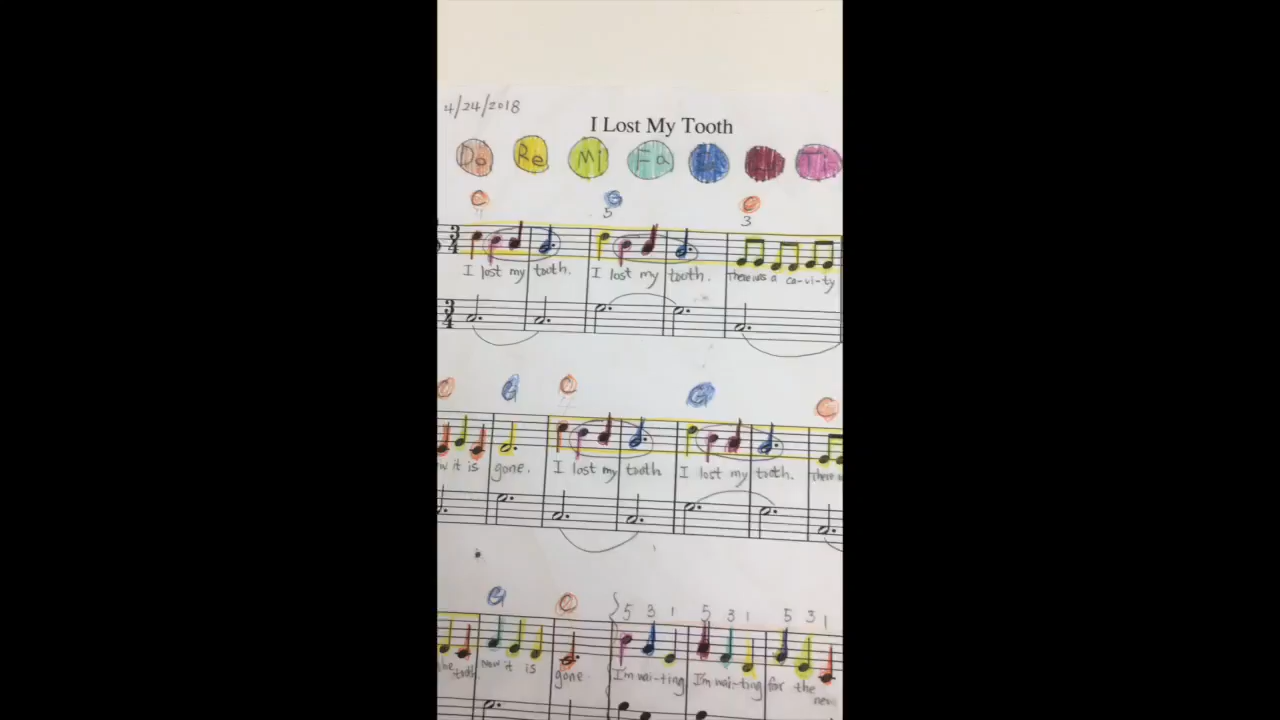 4/24/2018
I Lost My Tooth
Do Re Mi Fa Ti
C G C
5 3
3/4
I lost my tooth. I lost my tooth. There was a ca-vi-ty
3/4
G C G C
it is gone. I lost my tooth I lost my tooth. There
G C
5 3 1 5 3 1 5 3 1
the tooth Now it is gone. I'm wai-ting I'm wai-ting for the
new